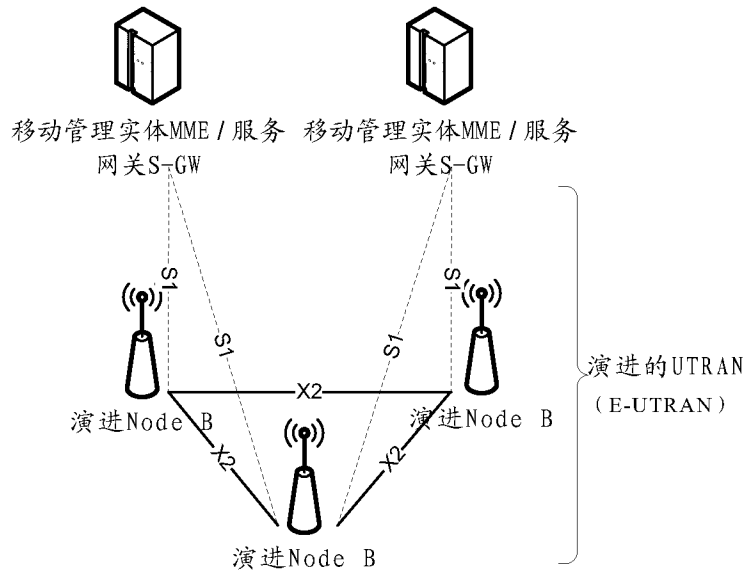 移动管理实体MME / 服务
网关S-GW
移动管理实体MME / 服务
网关S-GW
S1
S1
S1
S1
演进的UTRAN
(E-UTRAN)
X2
演进Node B
演进Node B
X2
X2
演进Node B